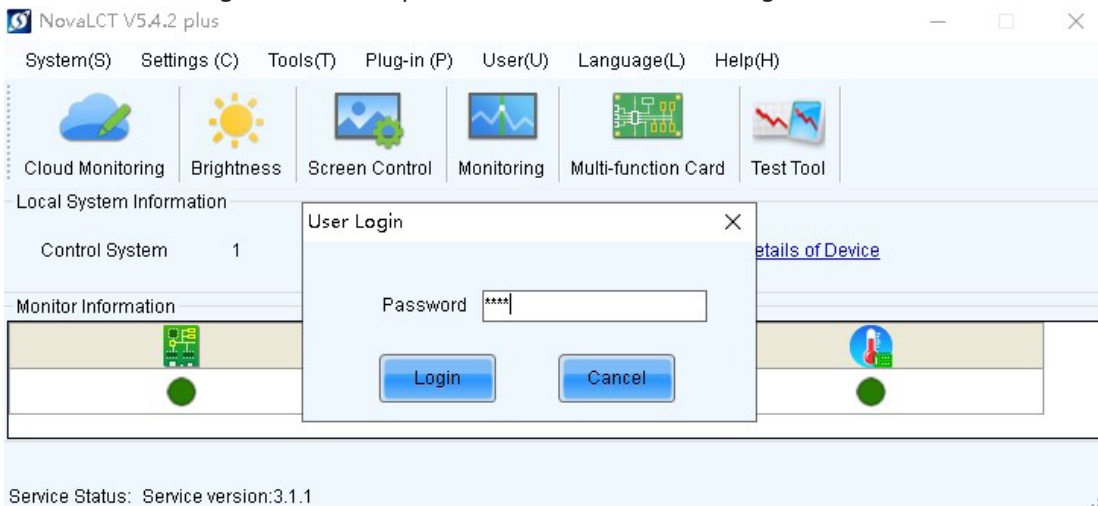 NovaLCT V5.4.2 plus
System(S) Settings (C) Tools(T) Plug-in (P) User(U) Language(L) Help(H)
Cloud Monitoring Brightness Screen Control Monitoring Multi-function Card Test Tool
Local System Information
User Login
Control System 1
etails of Device
Password ****
Monitor Information
Login Cancel
Service Status: Service version:3.1.1